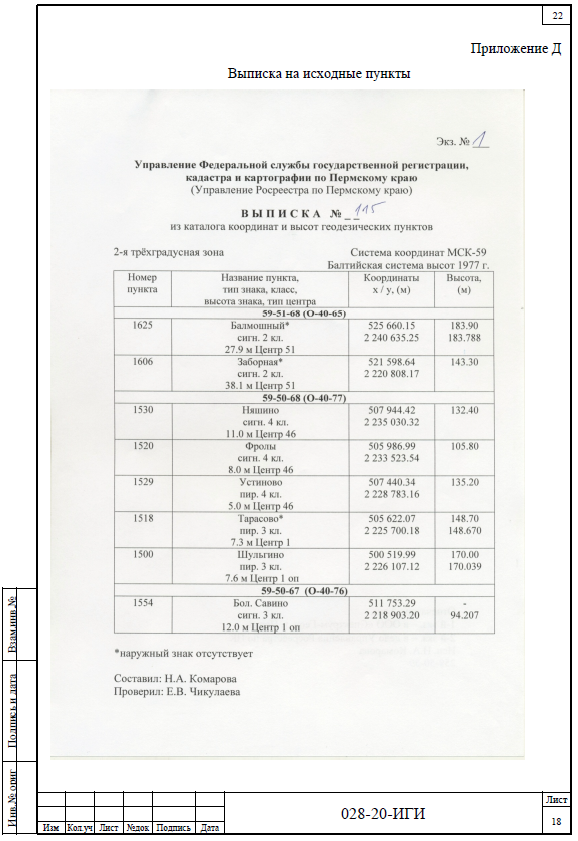 22
Приложение Д
Выписка на исходные пункты
Экз. № 1
Управление Федеральной службы государственной регистрации,
кадастра и картографии по Пермскому краю
(Управление Росреестра по Пермскому краю)
ВЫПИСКА № 115
из каталога координат и высот геодезических пунктов
2-я трёхградусная зона Система координат МСК-59
Балтийская система высот 1977 г.
Номер Название пункта, Координаты Высота,
пункта тип знака, класс, x / y, (м) (м)
высота знака, тип центра
59-51-68 (О-40-65)
1625 Балмошный* 525 660.15 183.90
сигн. 2 кл. 2 240 635.25 183.788
27.9 м Центр 51
1606 Заборная* 521 598.64 143.30
сигн. 2 кл. 2 220 808.17
38.1 м Центр 51
59-50-68 (О-40-77)
1530 Няшино 507 944.42 132.40
сигн. 4 кл. 2 235 030.32
11.0 м Центр 46
1520 Фролы 505 986.99 105.80
сигн. 4 кл. 2 233 523.54
8.0 м Центр 46
1529 Устиново 507 440.34 135.20
пир. 4 кл. 2 228 783.16
5.0 м Центр 46
1518 Тарасово* 505 622.07 148.70
пир. 3 кл. 2 225 700.18 148.670
7.3 м Центр 1
1500 Шульгино 500 519.99 170.00
пир. 3 кл. 2 226 107.12 170.039
7.6 м Центр 1 оп
59-50-67 (О-40-76)
1554 Бол. Савино 511 753.29 -
сигн. 3 кл. 2 218 903.20 94.207
12.0 м Центр 1 оп
*наружный знак отсутствует
Составил: Н.А. Комарова
Проверил: Е.В. Чикулаева
Взам.инв.№
Подпись и дата
Инв.№ ориг
Изм Кол.уч Лист №док Подпись Дата
028-20-ИГИ
Лист
18